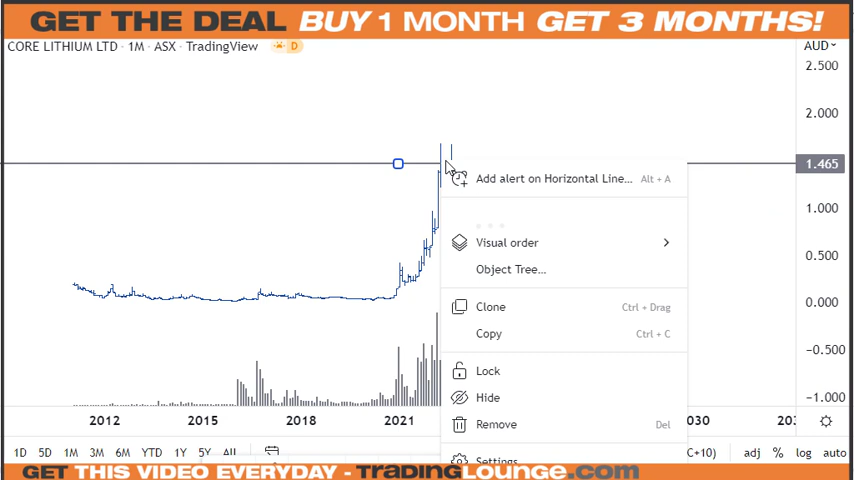 GET THE DEAL BUY 1 MONTH GET 3 MONTHS!
CORE LITHIUM LTD · 1M · ASX · TradingView D AUD
2.500
2.000
1.465
Add alert on Horizontal Line... Alt + A
1.000
Visual order
0.500
Object Tree...
0.000
Clone Ctrl + Drag
Copy Ctrl + C
−0.500
Lock
Hide
−1.000
Remove Del
2012 2015 2018 2021 030
1D 5D 1M 3M 6M YTD 1Y 5Y All Settings... C+10) adj % log auto
GET THIS VIDEO EVERYDAY - TradingLounge.com